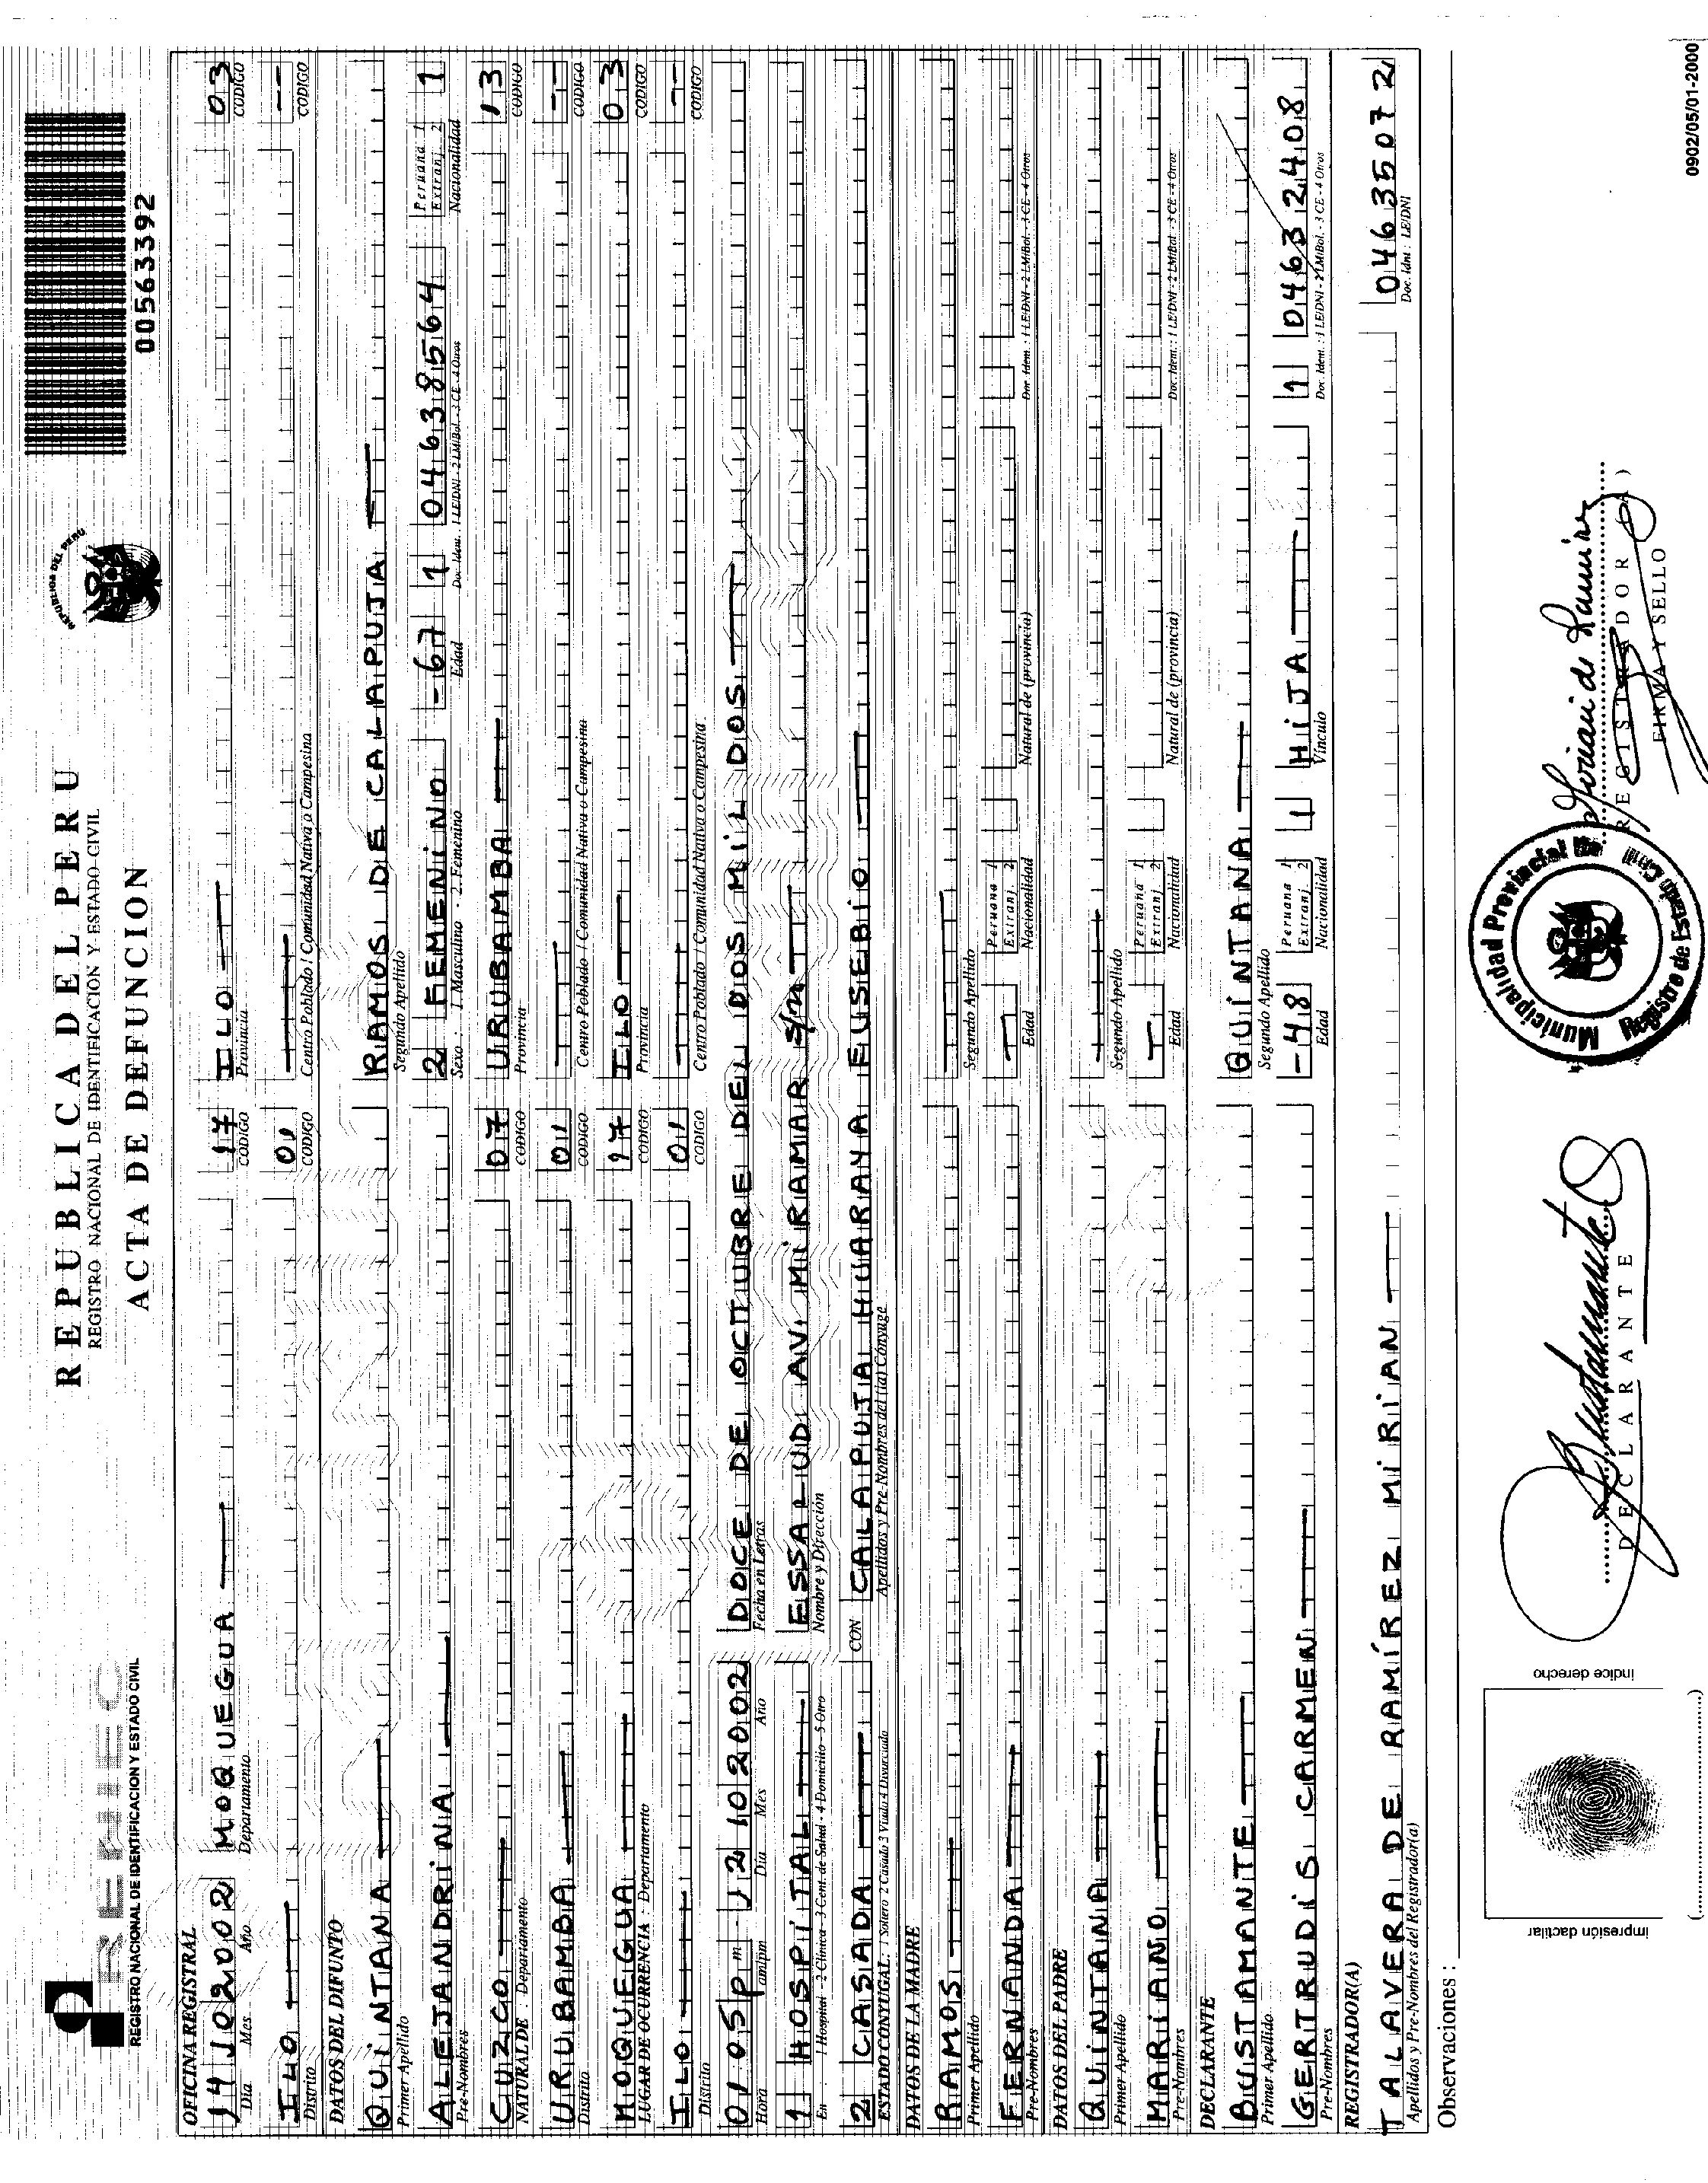 RENIEC
REGISTRO NACIONAL DE IDENTIFICACION Y ESTADO CIVIL
REPUBLICA DEL PERU
REGISTRO NACIONAL DE IDENTIFICACION Y ESTADO CIVIL
ACTA DE DEFUNCION
REPUBLICA DEL PERU
00563392
OFICINA REGISTRAL
14 10 2002 MOQUEGUA 17 ILO 03
Día Mes Año Departamento CODIGO Provincia CODIGO
ILO 01 --
Distrito CODIGO Centro Poblado / Comunidad Nativa o Campesina CODIGO
DATOS DEL DIFUNTO
QUINTANA RAMOS DE CALAPUJA
Primer Apellido Segundo Apellido
ALEJANDRINA 2 FEMENINO -67 1 04638564 Peruana 1 Extranj. 2 1
Pre-Nombres Sexo : 1 Masculino - 2. Femenino Edad Doc. Ident. 1 LE/DNI - 2 LM/Bol. - 3 CE - 4 Otros Nacionalidad
CUZCO 07 URUBAMBA 13
NATURAL DE : Departamento CODIGO Provincia CODIGO
URUBAMBA 01 --
Distrito CODIGO Centro Poblado / Comunidad Nativa o Campesina CODIGO
MOQUEGUA 17 ILO 03
LUGAR DE OCURRENCIA : Departamento CODIGO Provincia CODIGO
ILO 01 --
Distrito CODIGO Centro Poblado / Comunidad Nativa o Campesina CODIGO
01 05 pm 12 10 2002 DOCE DE OCTUBRE DEL DOS MIL DOS
Hora am/pm Día Mes Año Fecha en Letras
1 HOSPITAL ESSALUD AV. MIRAMAR S/N
En 1 Hospital - 2 Clínica - 3 Cent. de Salud - 4 Domicilio - 5 Otro Nombre y Dirección
2 CASADA CON CALAPUJA HUARAYA EUSEBIO
ESTADO CONYUGAL : 1 Soltero 2 Casado 3 Viudo 4 Divorciado Apellidos y Pre-Nombres del (la) Cónyuge
DATOS DE LA MADRE
RAMOS
Primer Apellido Segundo Apellido
FERNANDA Peruana 1 Extranj. 2
Pre-Nombres Edad Nacionalidad Natural de (provincia) Doc. Ident. : 1 LE/DNI - 2 LM/Bol. - 3 CE - 4 Otros
DATOS DEL PADRE
QUINTANA
Primer Apellido Segundo Apellido
MARIANO Peruana 1 Extranj. 2
Pre-Nombres Edad Nacionalidad Natural de (provincia) Doc. Ident. : 1 LE/DNI - 2 LM/Bol. - 3 CE - 4 Otros
DECLARANTE
BUSTAMANTE QUINTANA
Primer Apellido Segundo Apellido
GERTRUDIS CARMEN -48 Peruana 1 Extranj. 2 1 HIJA 1 04632408
Pre-Nombres Edad Nacionalidad Vínculo Doc. Ident. : 1 LE/DNI - 2 LM/Bol. - 3 CE - 4 Otros
REGISTRADOR(A)
TALAVERA DE RAMÍREZ MIRIAN 04635072
Apellidos y Pre-Nombres del Registrador(a) Doc. Idnt : LE/DNI
Observaciones :
impresión dactilar
índice derecho
DECLARANTE
Municipalidad Provincial de Ilo
Registro de Estado Civil
REGISTRADOR (A)
FIRMA Y SELLO
0902/05/01-2000